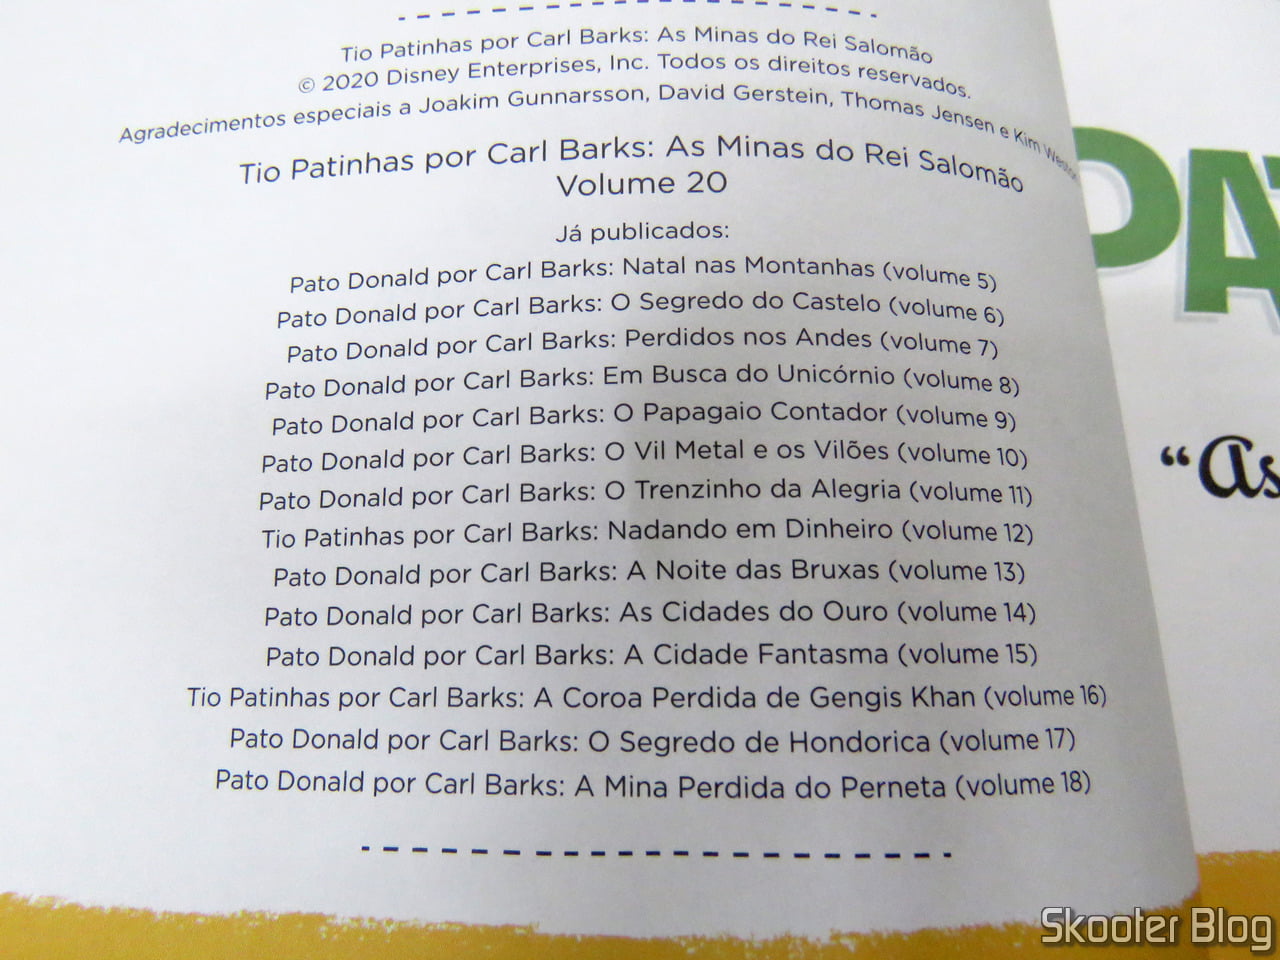 Tio Patinhas por Carl Barks: As Minas do Rei Salomão
© 2020 Disney Enterprises, Inc. Todos os direitos reservados.
Agradecimentos especiais a Joakim Gunnarsson, David Gerstein, Thomas Jensen e Kim Weston
Tio Patinhas por Carl Barks: As Minas do Rei Salomão
Volume 20
Já publicados:
Pato Donald por Carl Barks: Natal nas Montanhas (volume 5)
Pato Donald por Carl Barks: O Segredo do Castelo (volume 6)
Pato Donald por Carl Barks: Perdidos nos Andes (volume 7)
Pato Donald por Carl Barks: Em Busca do Unicórnio (volume 8)
Pato Donald por Carl Barks: O Papagaio Contador (volume 9)
Pato Donald por Carl Barks: O Vil Metal e os Vilões (volume 10)
Pato Donald por Carl Barks: O Trenzinho da Alegria (volume 11)
Tio Patinhas por Carl Barks: Nadando em Dinheiro (volume 12)
Pato Donald por Carl Barks: A Noite das Bruxas (volume 13)
Pato Donald por Carl Barks: As Cidades do Ouro (volume 14)
Pato Donald por Carl Barks: A Cidade Fantasma (volume 15)
Tio Patinhas por Carl Barks: A Coroa Perdida de Gengis Khan (volume 16)
Pato Donald por Carl Barks: O Segredo de Hondorica (volume 17)
Pato Donald por Carl Barks: A Mina Perdida do Perneta (volume 18)
PA
“As
Skooter Blog